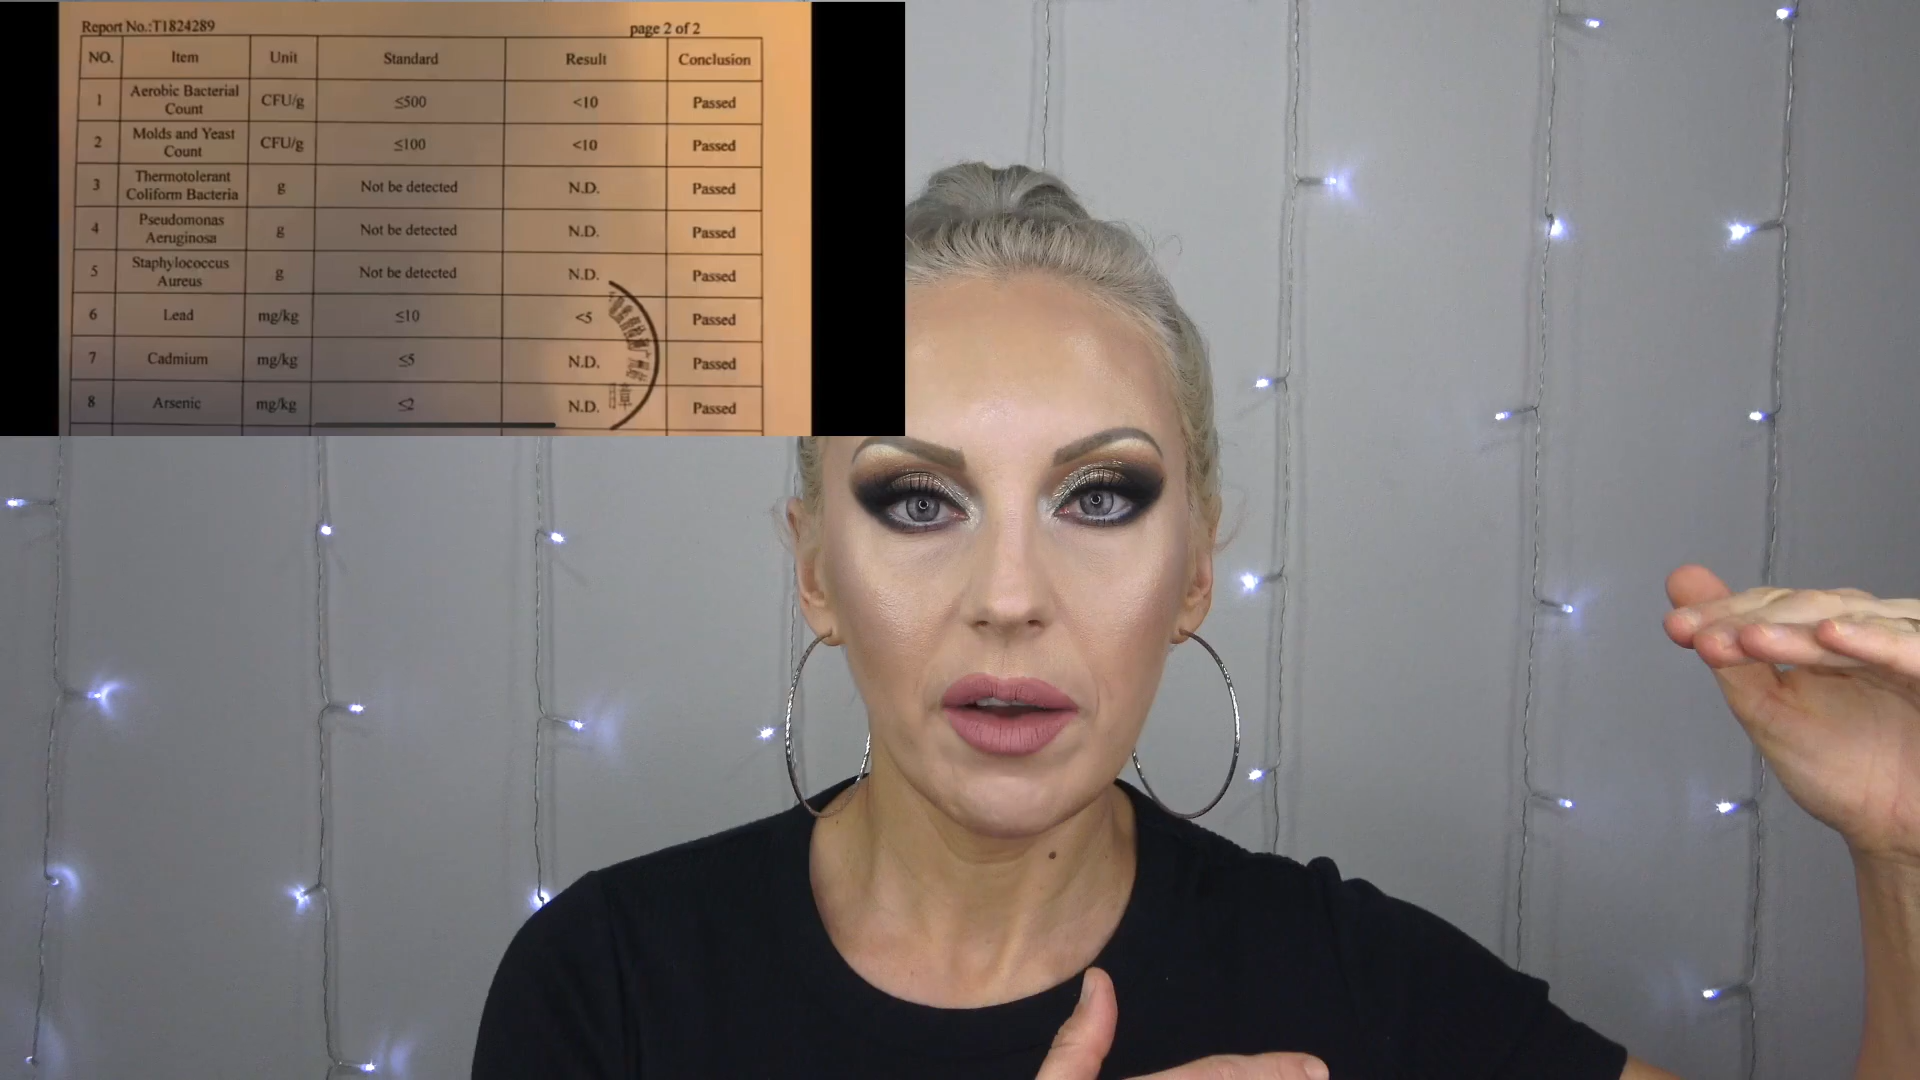 Report No.:T1824289
page 2 of 2
NO. Item Unit Standard Result Conclusion
1 Aerobic Bacterial Count CFU/g ≤500 <10 Passed
2 Molds and Yeast Count CFU/g ≤100 <10 Passed
3 Thermotolerant Coliform Bacteria g Not be detected N.D. Passed
4 Pseudomonas Aeruginosa g Not be detected N.D. Passed
5 Staphylococcus Aureus g Not be detected N.D. Passed
6 Lead mg/kg ≤10 <5 Passed
7 Cadmium mg/kg ≤5 N.D. Passed
8 Arsenic mg/kg ≤2 N.D. Passed